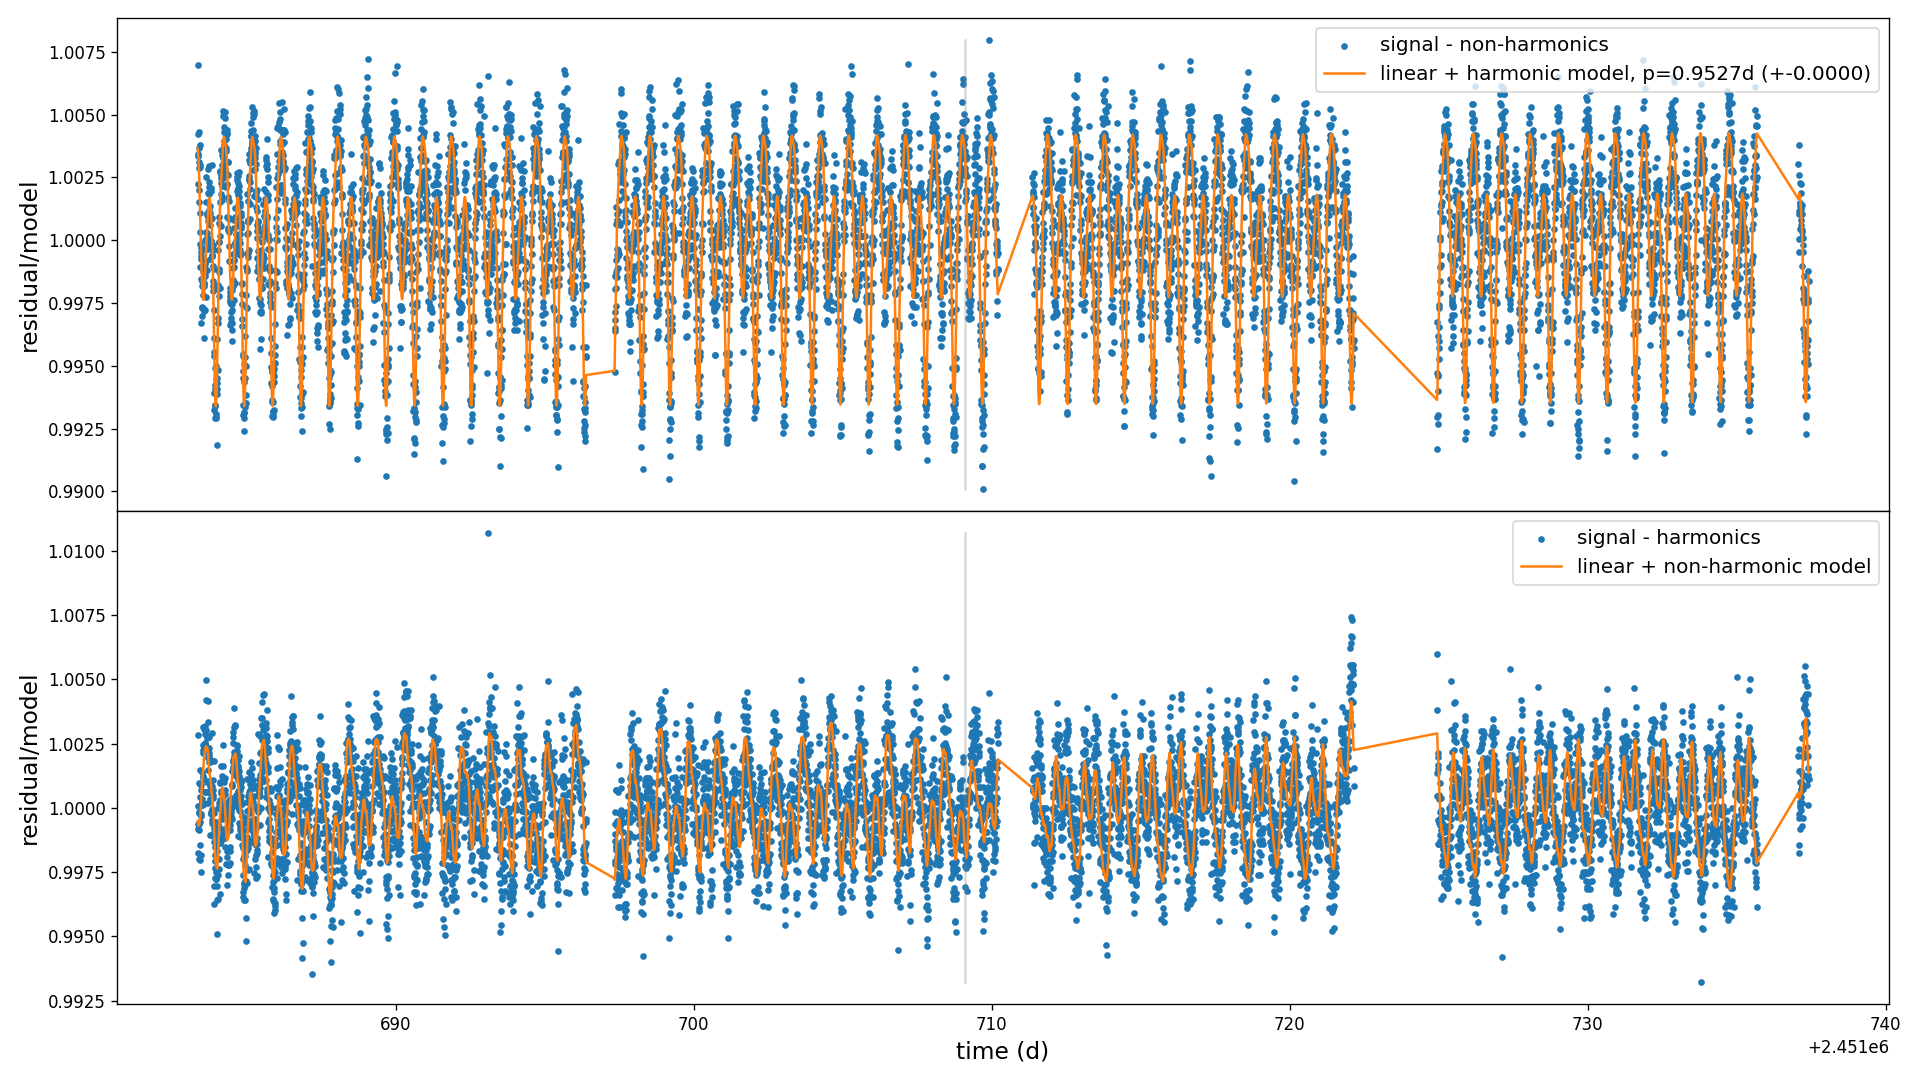 1.0075
1.0050
1.0025
1.0000
0.9975
0.9950
0.9925
0.9900
residual/model
signal - non-harmonics
linear + harmonic model, p=0.9527d (+-0.0000)
1.0100
1.0075
1.0050
1.0025
1.0000
0.9975
0.9950
0.9925
residual/model
signal - harmonics
linear + non-harmonic model
690
700
710
720
730
740
time (d)
+2.451e6